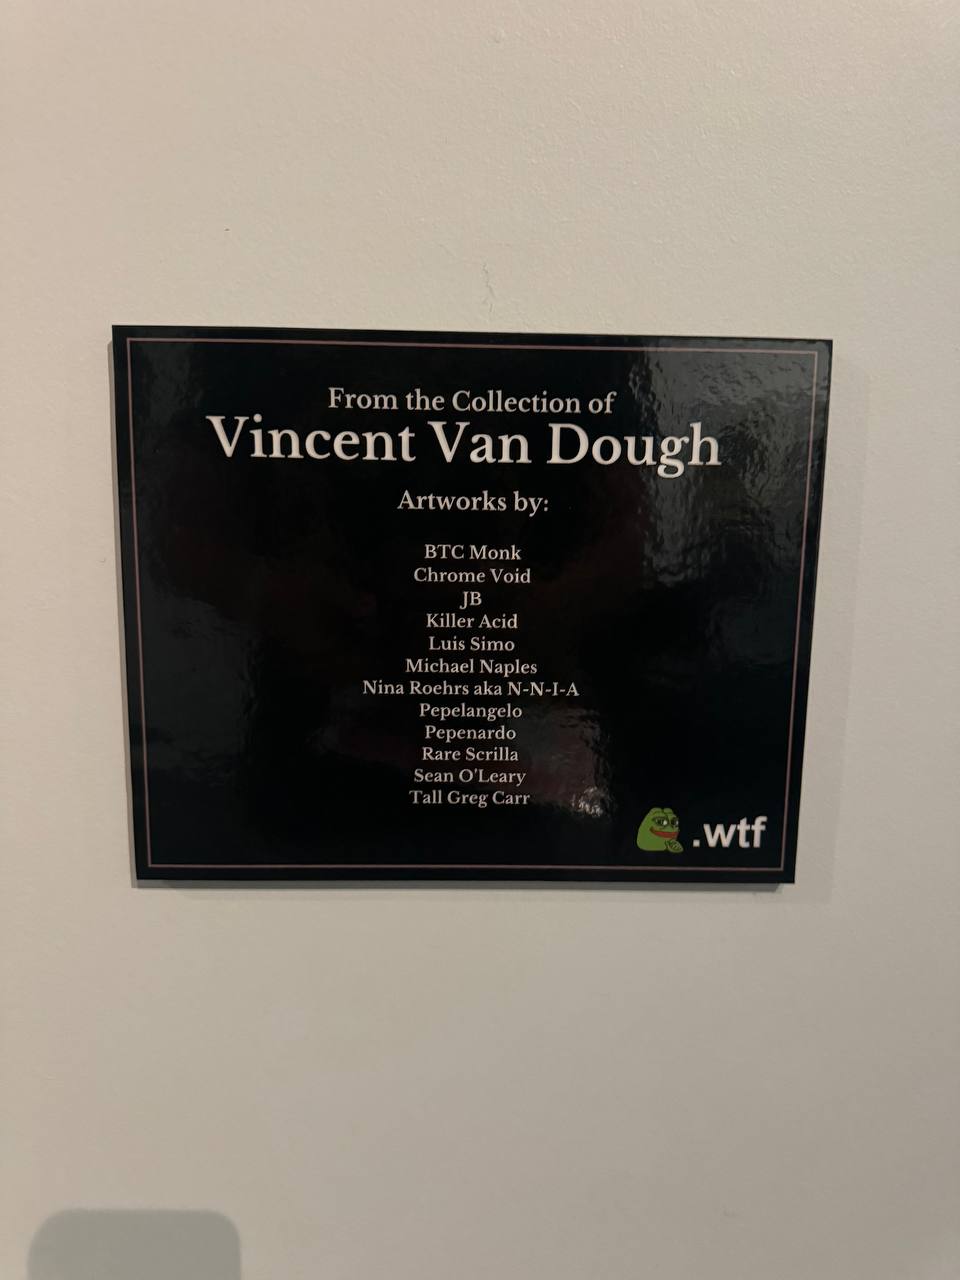 From the Collection of
Vincent Van Dough
Artworks by:
BTC Monk
Chrome Void
JB
Killer Acid
Luis Simo
Michael Naples
Nina Roehrs aka N-N-I-A
Pepelangelo
Pepenardo
Rare Scrilla
Sean O'Leary
Tall Greg Carr
.wtf